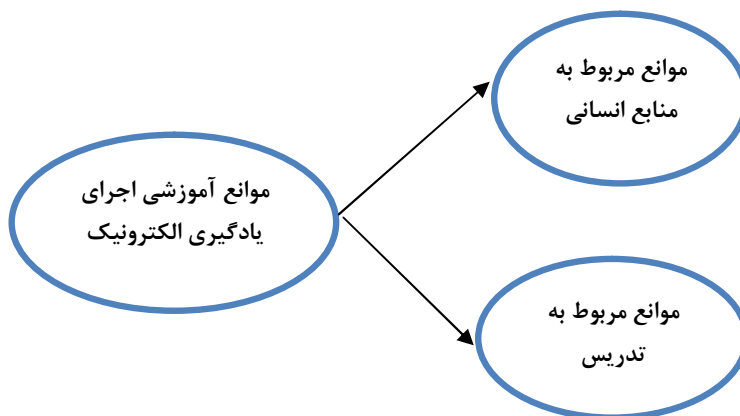 موانع مربوط به
منابع انسانی
موانع آموزشی اجرای
یادگیری الکترونیک
موانع مربوط به
تدریس